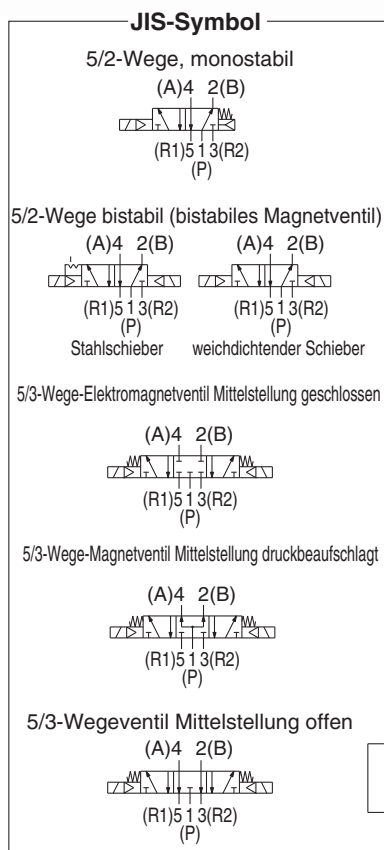 JIS-Symbol
5/2-Wege, monostabil
(A)4 2(B)
(R1)5 1 3(R2)
(P)
5/2-Wege bistabil (bistabiles Magnetventil)
(A)4 2(B) (A)4 2(B)
(R1)5 1 3(R2) (R1)5 1 3(R2)
(P) (P)
Stahlschieber weichdichtender Schieber
5/3-Wege-Elektromagnetventil Mittelstellung geschlossen
(A)4 2(B)
(R1)5 1 3(R2)
(P)
5/3-Wege-Magnetventil Mittelstellung druckbeaufschlagt
(A)4 2(B)
(R1)5 1 3(R2)
(P)
5/3-Wegeventil Mittelstellung offen
(A)4 2(B)
(R1)5 1 3(R2)
(P)